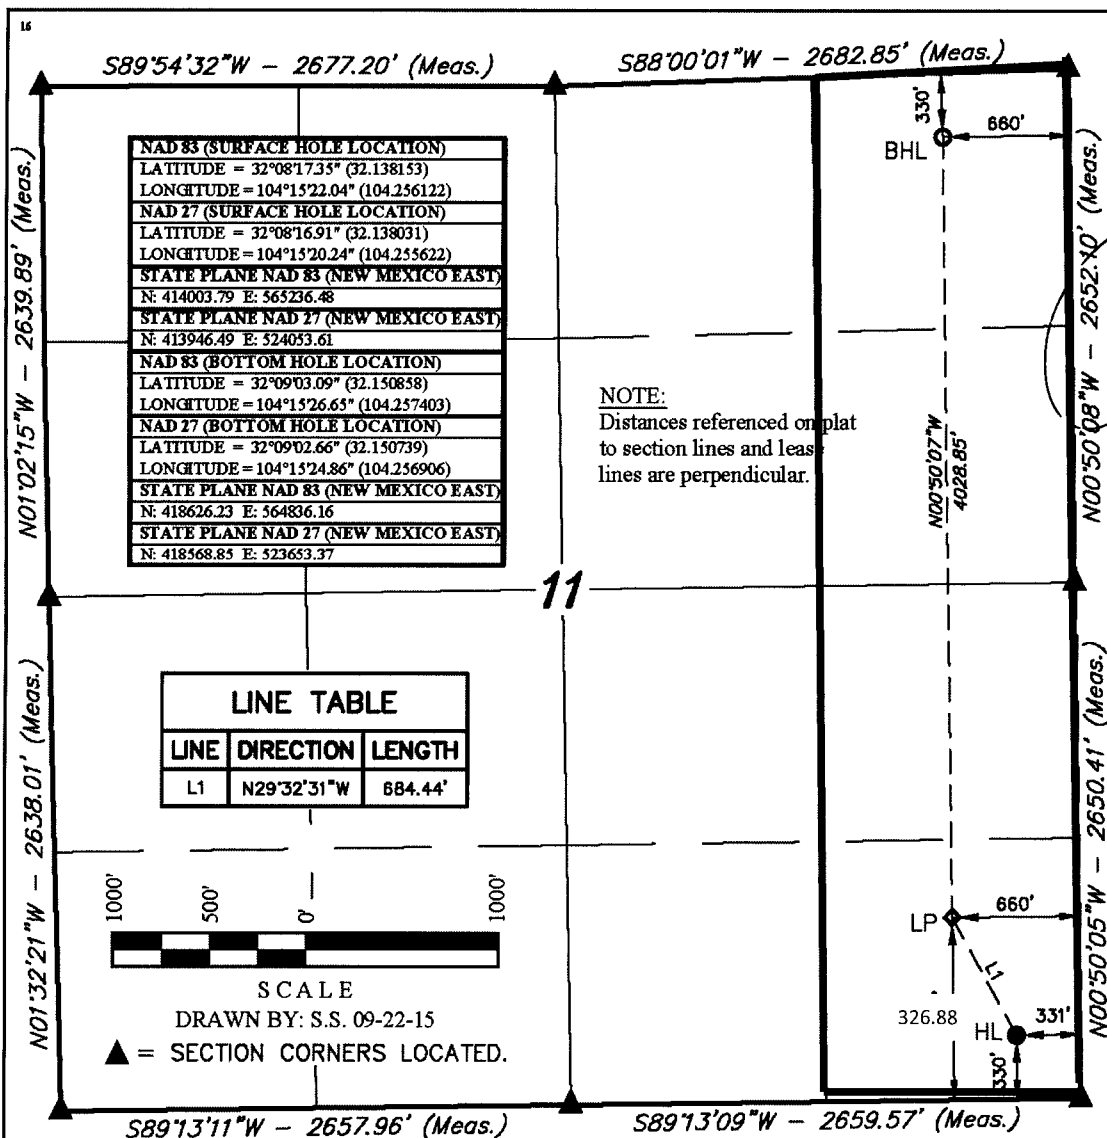 16
S89°54'32"W - 2677.20' (Meas.)
S88°00'01"W - 2682.85' (Meas.)
330'
660'
BHL
NAD 83 (SURFACE HOLE LOCATION)
LATITUDE = 32°08'17.35" (32.138153)
LONGITUDE = 104°15'22.04" (104.256122)
NAD 27 (SURFACE HOLE LOCATION)
LATITUDE = 32°08'16.91" (32.138031)
LONGITUDE = 104°15'20.24" (104.255622)
STATE PLANE NAD 83 (NEW MEXICO EAST)
N: 414003.79 E: 565236.48
STATE PLANE NAD 27 (NEW MEXICO EAST)
N: 413946.49 E: 524053.61
NAD 83 (BOTTOM HOLE LOCATION)
LATITUDE = 32°09'03.09" (32.150858)
LONGITUDE = 104°15'26.65" (104.257403)
NAD 27 (BOTTOM HOLE LOCATION)
LATITUDE = 32°09'02.66" (32.150739)
LONGITUDE = 104°15'24.86" (104.256906)
STATE PLANE NAD 83 (NEW MEXICO EAST)
N: 418626.23 E: 564836.16
STATE PLANE NAD 27 (NEW MEXICO EAST)
N: 418568.85 E: 523653.37
N01°02'15"W - 2639.89' (Meas.)
N00°50'08"W - 2652.10' (Meas.)
NOTE:
Distances referenced on plat
to section lines and lease
lines are perpendicular.
N00°50'07"W
4028.85'
11
LINE TABLE
LINE DIRECTION LENGTH
L1 N29°32'31"W 684.44'
N01°32'21"W - 2638.01' (Meas.)
N00°50'05"W - 2650.41' (Meas.)
1000' 500' 0' 1000'
SCALE
DRAWN BY: S.S. 09-22-15
▲ = SECTION CORNERS LOCATED.
LP
660'
L1
326.88
HL
331'
330'
S89°13'11"W - 2657.96' (Meas.)
S89°13'09"W - 2659.57' (Meas.)